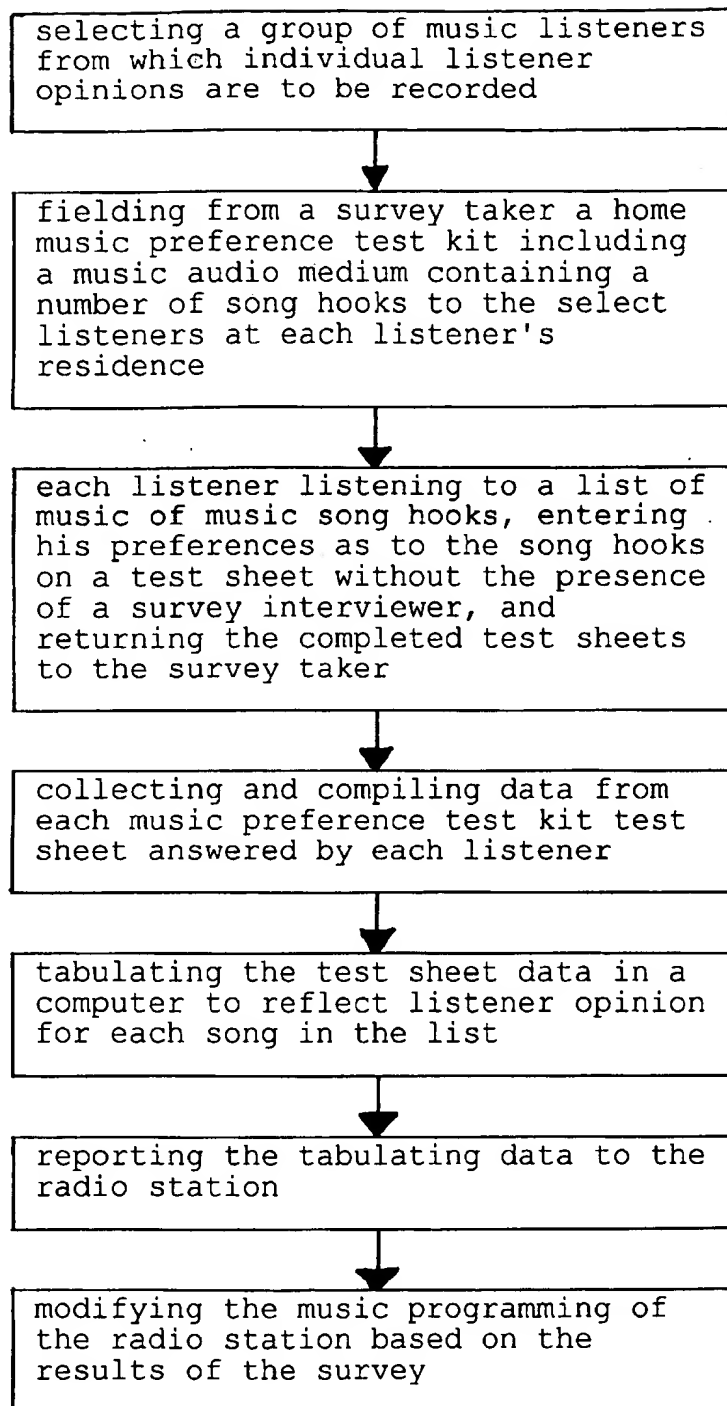 selecting a group of music listeners
from which individual listener
opinions are to be recorded
fielding from a survey taker a home
music preference test kit including
a music audio medium containing a
number of song hooks to the select
listeners at each listener's
residence
each listener listening to a list of
music of music song hooks, entering
his preferences as to the song hooks
on a test sheet without the presence
of a survey interviewer, and
returning the completed test sheets
to the survey taker
collecting and compiling data from
each music preference test kit test
sheet answered by each listener
tabulating the test sheet data in a
computer to reflect listener opinion
for each song in the list
reporting the tabulating data to the
radio station
modifying the music programming of
the radio station based on the
results of the survey